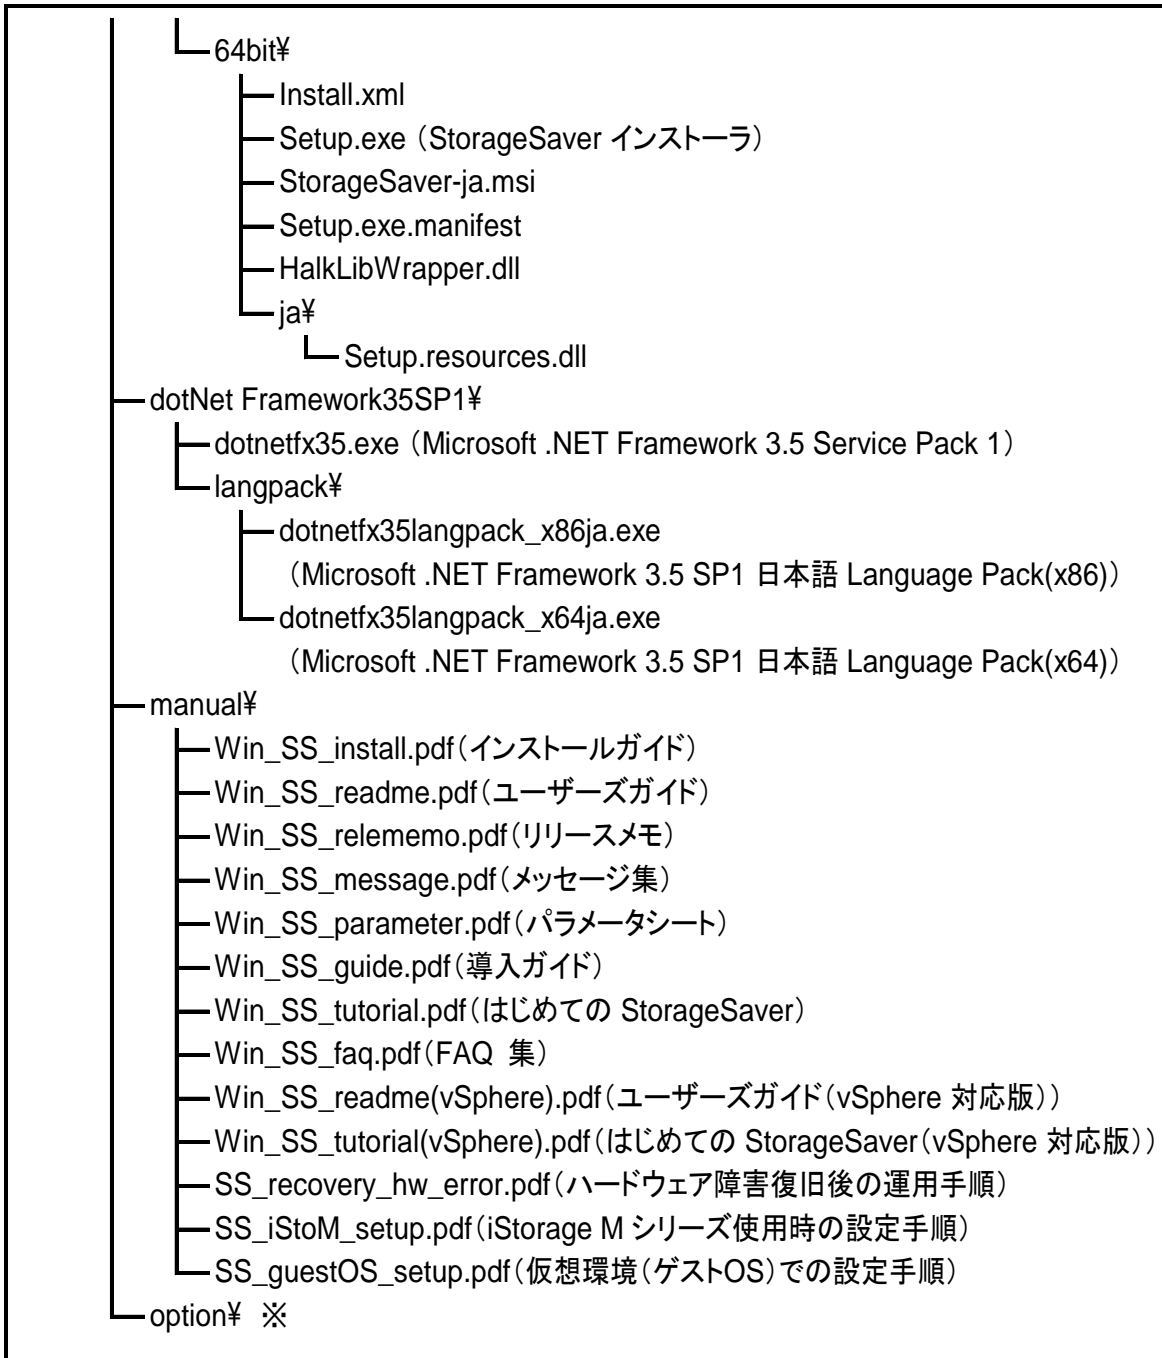 64bit¥
Install.xml
Setup.exe（StorageSaver インストーラ）
StorageSaver-ja.msi
Setup.exe.manifest
HalkLibWrapper.dll
ja¥
Setup.resources.dll
dotNet Framework35SP1¥
dotnetfx35.exe（Microsoft .NET Framework 3.5 Service Pack 1）
langpack¥
dotnetfx35langpack_x86ja.exe
（Microsoft .NET Framework 3.5 SP1 日本語 Language Pack(x86)）
dotnetfx35langpack_x64ja.exe
（Microsoft .NET Framework 3.5 SP1 日本語 Language Pack(x64)）
manual¥
Win_SS_install.pdf（インストールガイド）
Win_SS_readme.pdf（ユーザーズガイド）
Win_SS_relememo.pdf（リリースメモ）
Win_SS_message.pdf（メッセージ集）
Win_SS_parameter.pdf（パラメータシート）
Win_SS_guide.pdf（導入ガイド）
Win_SS_tutorial.pdf（はじめての StorageSaver）
Win_SS_faq.pdf（FAQ 集）
Win_SS_readme(vSphere).pdf（ユーザーズガイド（vSphere 対応版））
Win_SS_tutorial(vSphere).pdf（はじめての StorageSaver（vSphere 対応版））
SS_recovery_hw_error.pdf（ハードウェア障害復旧後の運用手順）
SS_iStoM_setup.pdf（iStorage M シリーズ使用時の設定手順）
SS_guestOS_setup.pdf（仮想環境（ゲストOS）での設定手順）
option¥ ※